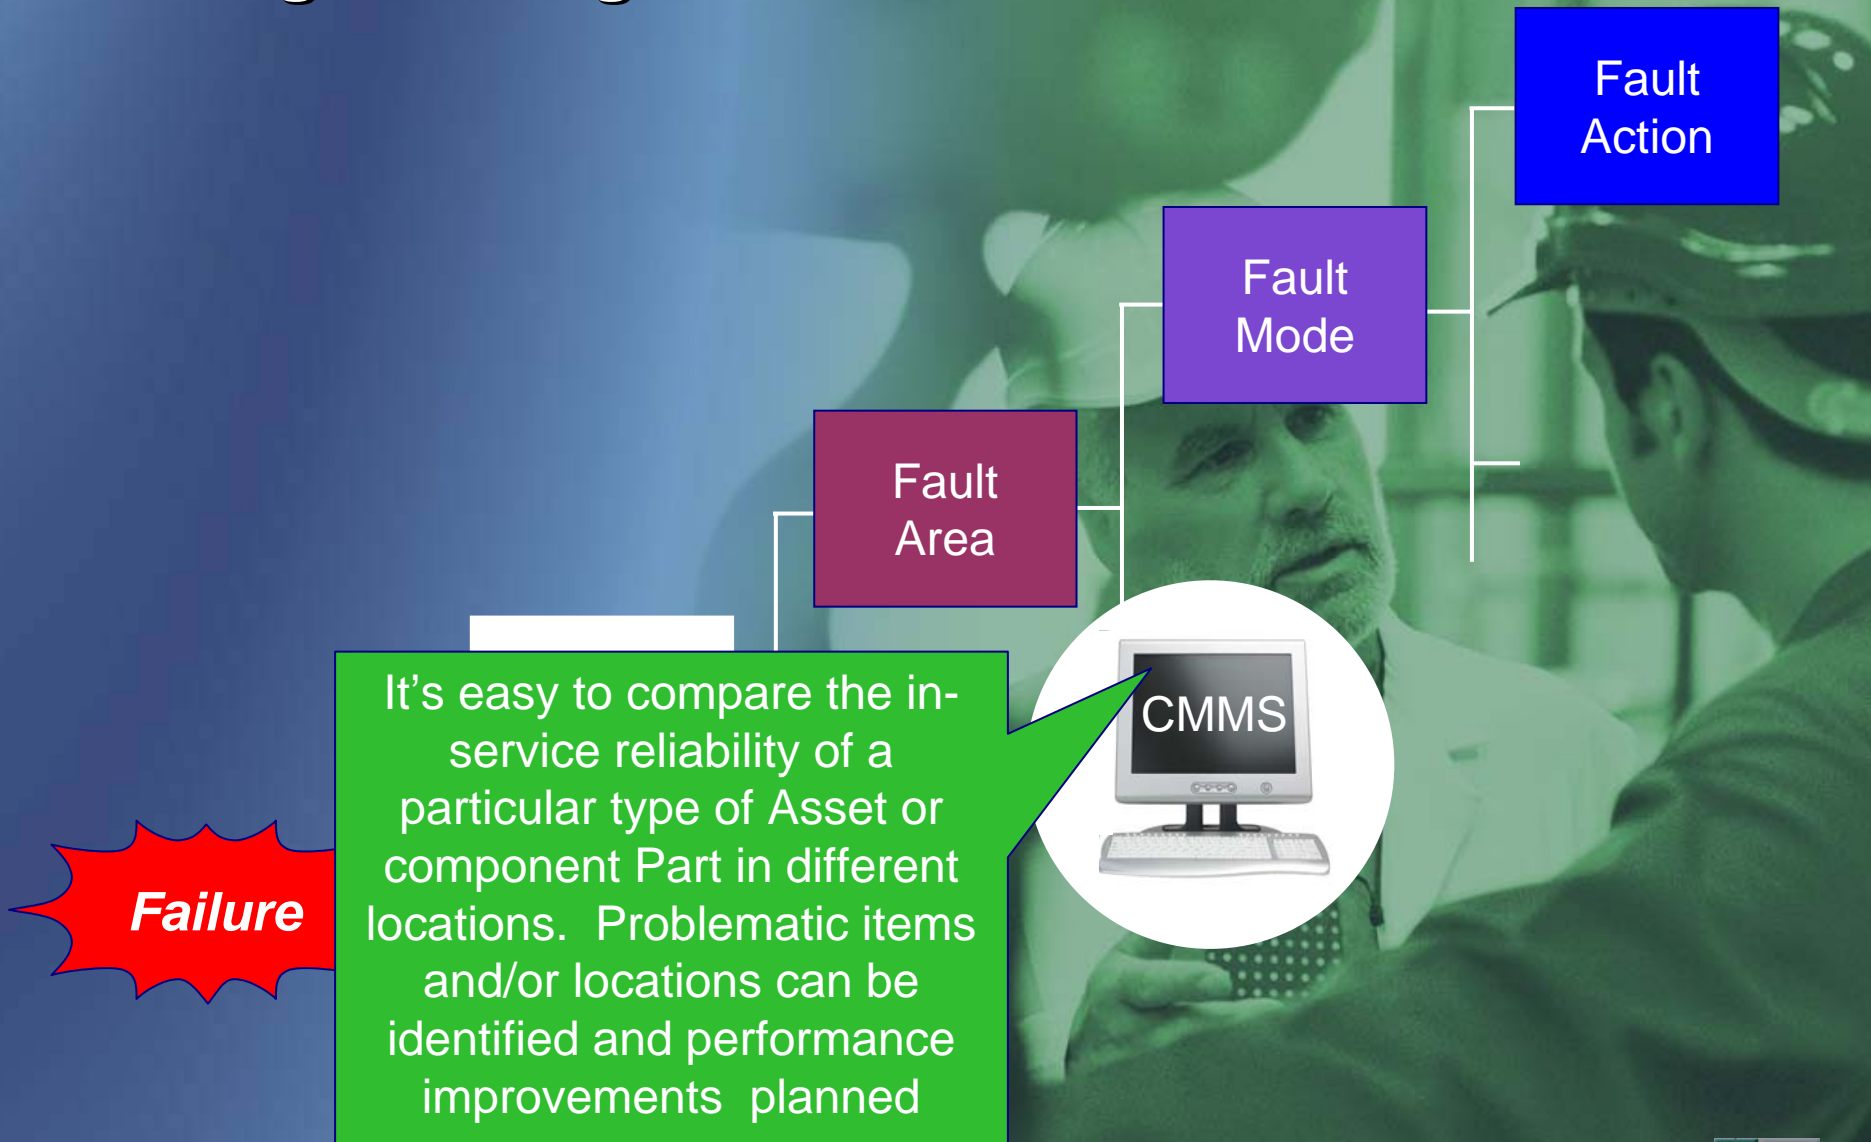 Fault
Action
Fault
Mode
Fault
Area
It’s easy to compare the in-
service reliability of a
particular type of Asset or
component Part in different
locations.  Problematic items
and/or locations can be
identified and performance
improvements  planned
CMMS
Failure